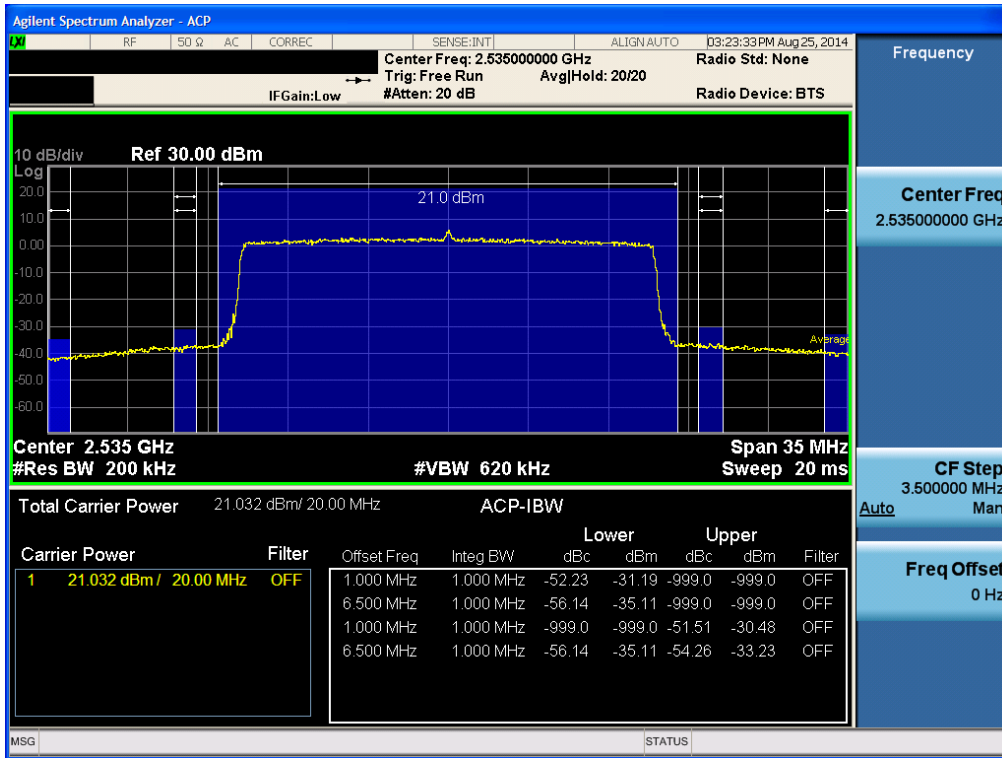 Agilent Spectrum Analyzer - ACP
LXI RF 50 Ω AC CORREC SENSE:INT ALIGN AUTO 03:23:33 PM Aug 25, 2014
Center Freq: 2.535000000 GHz Radio Std: None
Trig: Free Run Avg|Hold: 20/20
IFGain:Low #Atten: 20 dB Radio Device: BTS
Frequency
10 dB/div Ref 30.00 dBm
Log
20.0
10.0
0.00
-10.0
-20.0
-30.0
-40.0
-50.0
-60.0
21.0 dBm
Average
Center 2.535 GHz Span 35 MHz
#Res BW 200 kHz #VBW 620 kHz Sweep 20 ms
Center Freq
2.535000000 GHz
CF Step
3.500000 MHz
Auto Man
Freq Offset
0 Hz
Total Carrier Power 21.032 dBm/ 20.00 MHz ACP-IBW
Lower Upper
Carrier Power Filter Offset Freq Integ BW dBc dBm dBc dBm Filter
1 21.032 dBm / 20.00 MHz OFF 1.000 MHz 1.000 MHz -52.23 -31.19 -999.0 -999.0 OFF
6.500 MHz 1.000 MHz -56.14 -35.11 -999.0 -999.0 OFF
1.000 MHz 1.000 MHz -999.0 -999.0 -51.51 -30.48 OFF
6.500 MHz 1.000 MHz -56.14 -35.11 -54.26 -33.23 OFF
MSG STATUS